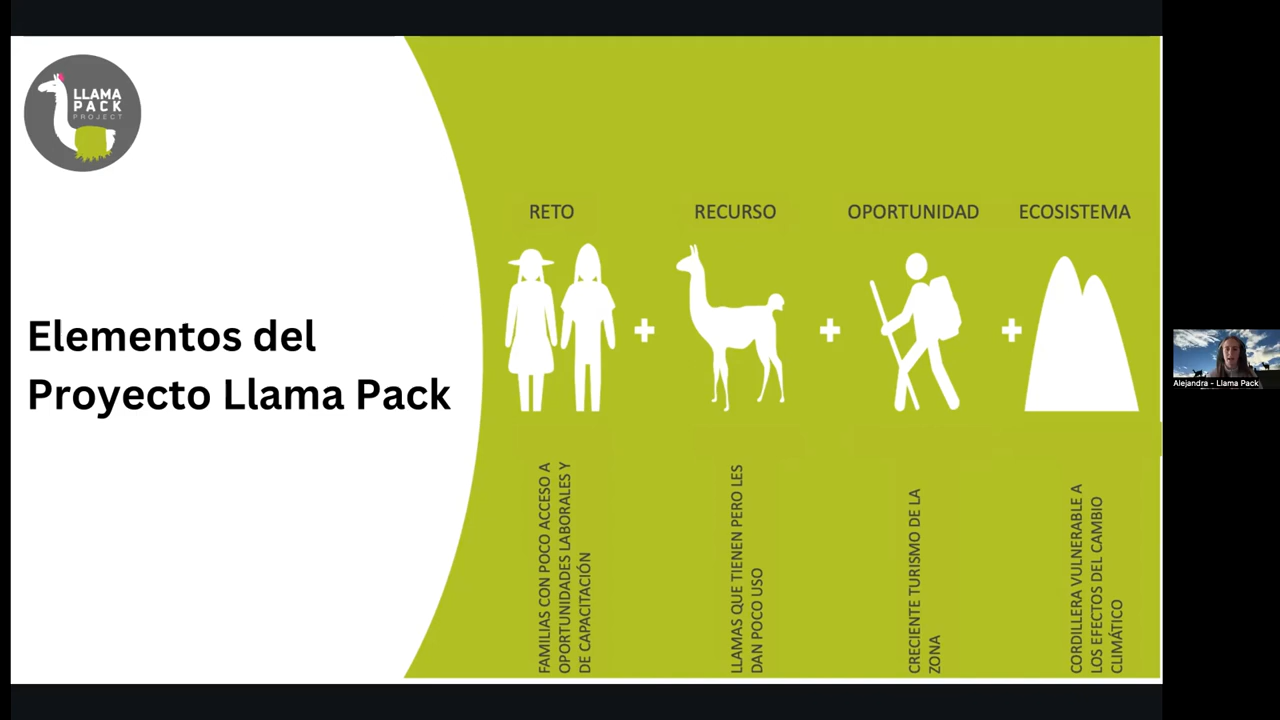 LLAMA
PACK
PROJECT
Elementos del
Proyecto Llama Pack
RETO
RECURSO
OPORTUNIDAD
ECOSISTEMA
FAMILIAS CON POCO ACCESO A
OPORTUNIDADES LABORALES Y
DE CAPACITACIÓN
LLAMAS QUE TIENEN PERO LES
DAN POCO USO
CRECIENTE TURISMO DE LA
ZONA
CORDILLERA VULNERABLE A
LOS EFECTOS DEL CAMBIO
CLIMÁTICO
Alejandra - Llama Pack